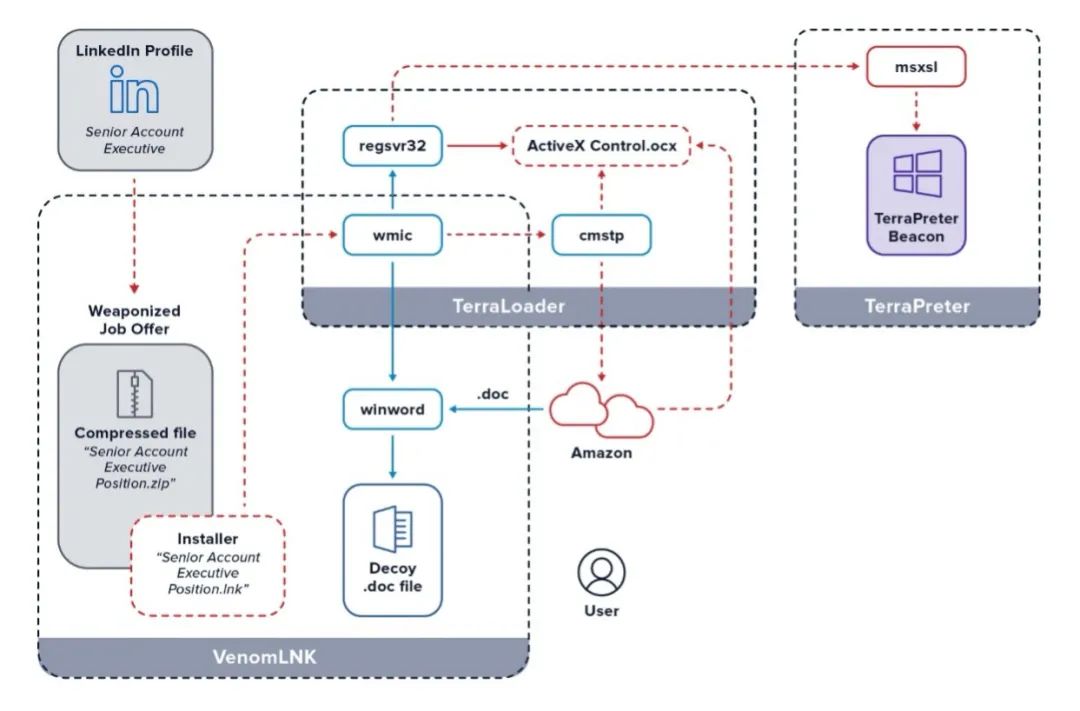 LinkedIn Profile
in
Senior Account
Executive
Weaponized
Job Offer
Compressed file
“Senior Account
Executive
Position.zip”
Installer
“Senior Account
Executive
Position.lnk”
VenomLNK
regsvr32
ActiveX Control.ocx
wmic
cmstp
TerraLoader
winword
.doc
Amazon
Decoy
.doc file
User
msxsl
TerraPreter
Beacon
TerraPreter